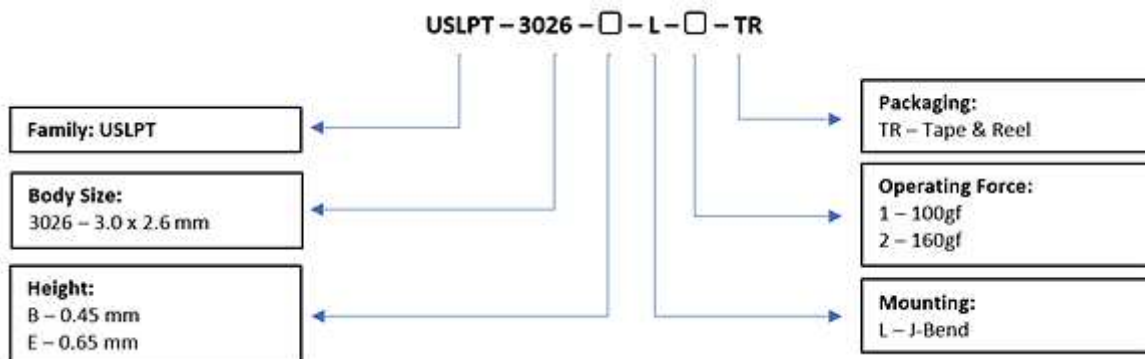 USLPT – 3026 – ☐ – L – ☐ – TR
Family: USLPT
Body Size:
3026 – 3.0 x 2.6 mm
Height:
B – 0.45 mm
E – 0.65 mm
Packaging:
TR – Tape & Reel
Operating Force:
1 – 100gf
2 – 160gf
Mounting:
L – J-Bend